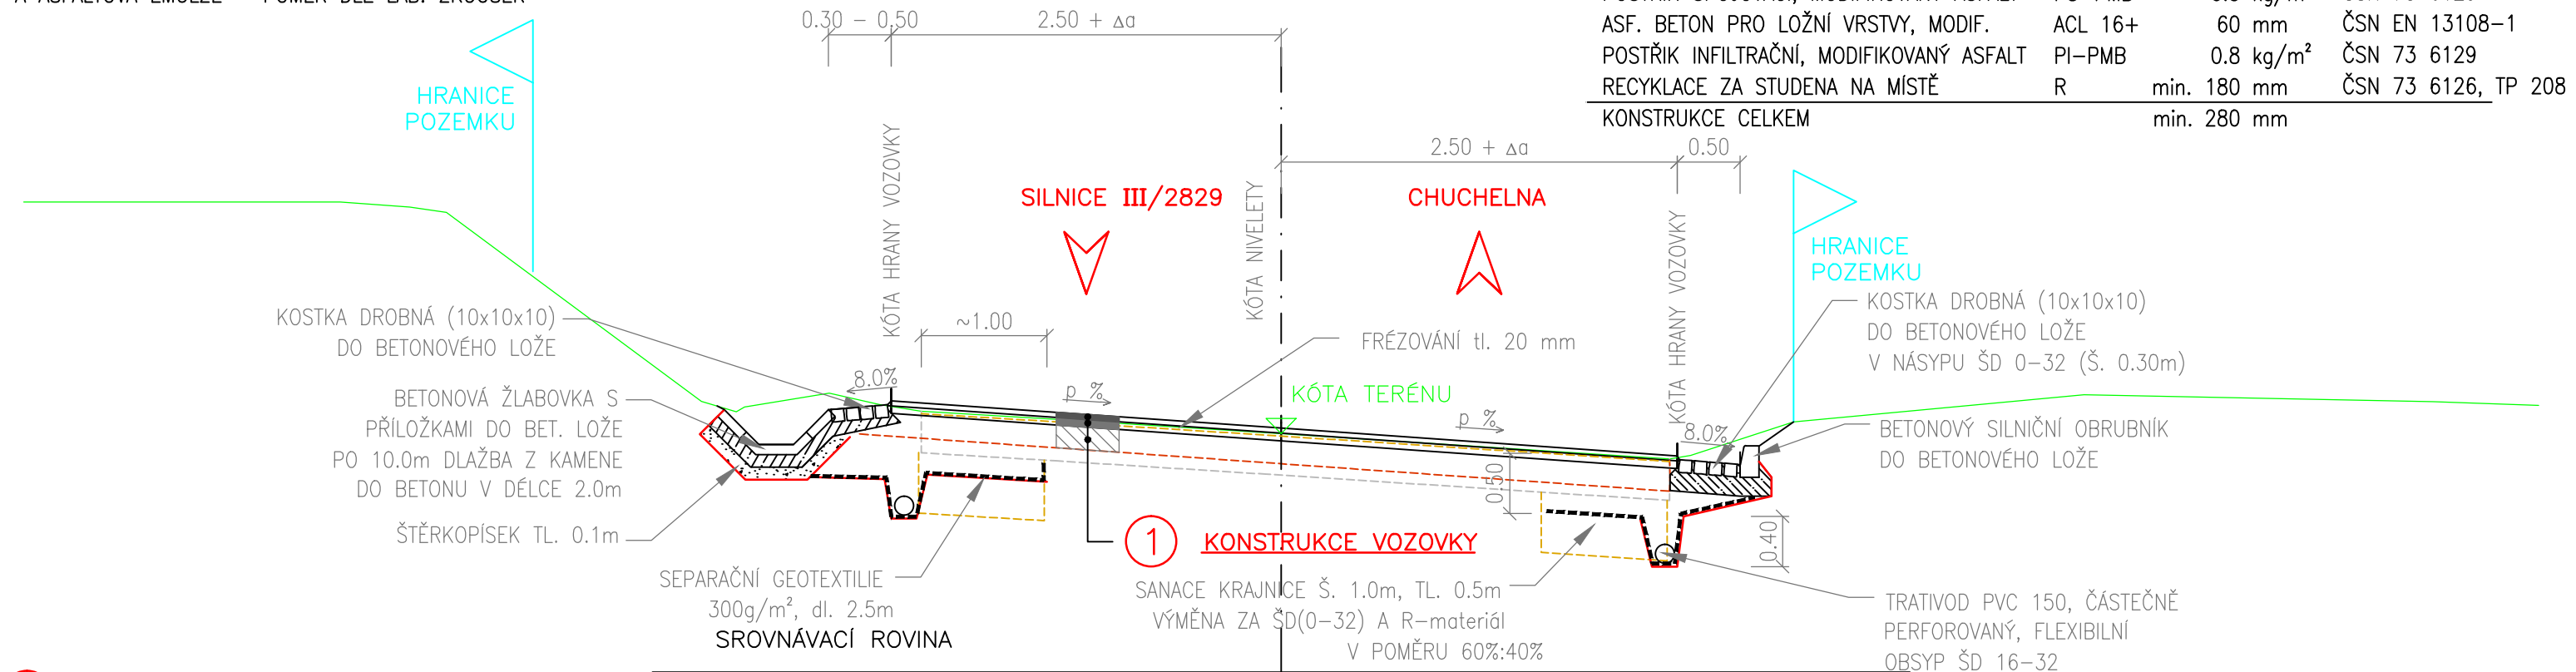 0.30 – 0.50
2.50 + Δa
ASF. BETON PRO LOŽNÍ VRSTVY, MODIF. ACL 16+ 60 mm ČSN EN 13108–1
POSTŘIK INFILTRAČNÍ, MODIFIKOVANÝ ASFALT PI–PMB 0.8 kg/m² ČSN 73 6129
RECYKLACE ZA STUDENA NA MÍSTĚ R min. 180 mm ČSN 73 6126, TP 208
KONSTRUKCE CELKEM min. 280 mm
HRANICE
POZEMKU
2.50 + Δa
0.50
KÓTA HRANY VOZOVKY
SILNICE III/2829
KÓTA NIVELETY
CHUCHELNA
KÓTA HRANY VOZOVKY
HRANICE
POZEMKU
KOSTKA DROBNÁ (10x10x10)
DO BETONOVÉHO LOŽE
~1.00
FRÉZOVÁNÍ tl. 20 mm
KOSTKA DROBNÁ (10x10x10)
DO BETONOVÉHO LOŽE
V NÁSYPU ŠD 0–32 (Š. 0.30m)
8.0%
p %
KÓTA TERÉNU
p %
8.0%
BETONOVÁ ŽLABOVKA S
PŘÍLOŽKAMI DO BET. LOŽE
PO 10.0m DLAŽBA Z KAMENE
DO BETONU V DÉLCE 2.0m
ŠTĚRKOPÍSEK TL. 0.1m
BETONOVÝ SILNIČNÍ OBRUBNÍK
DO BETONOVÉHO LOŽE
0.50
0.40
1 KONSTRUKCE VOZOVKY
SEPARAČNÍ GEOTEXTILIE
300g/m², dl. 2.5m
SROVNÁVACÍ ROVINA
SANACE KRAJNICE Š. 1.0m, TL. 0.5m
VÝMĚNA ZA ŠD(0–32) A R–materiál
V POMĚRU 60%:40%
TRATIVOD PVC 150, ČÁSTEČNĚ
PERFOROVANÝ, FLEXIBILNÍ
OBSYP ŠD 16–32